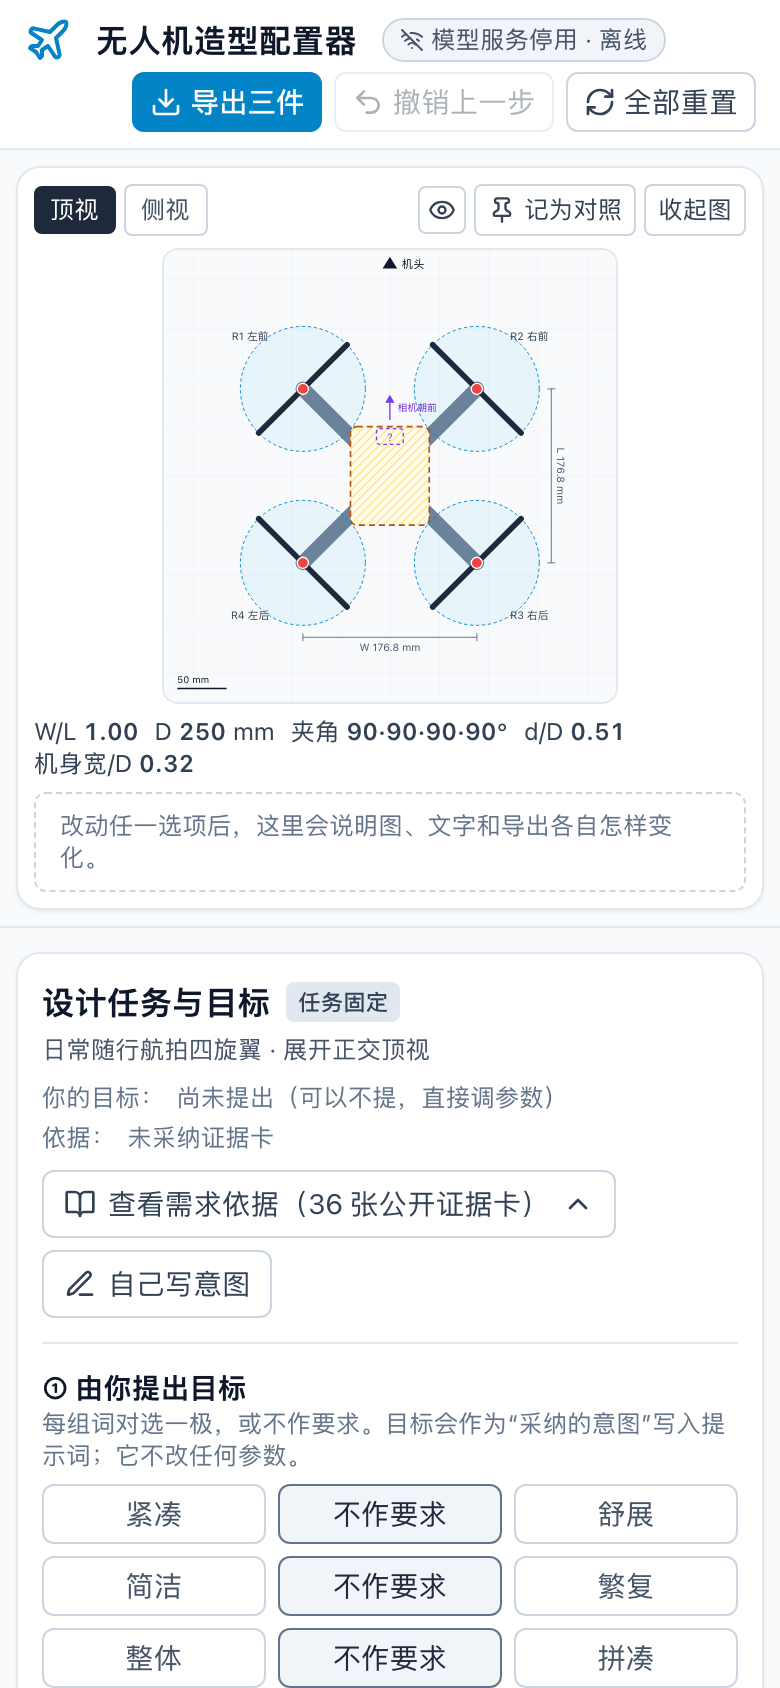 无人机造型配置器
模型服务停用 · 离线
导出三件
撤销上一步
全部重置
顶视
侧视
记为对照
收起图
▲ 机头
R1 左前
R2 右前
相机朝前
?
L 176.8 mm
R4 左后
R3 右后
W 176.8 mm
50 mm
W/L 1.00 D 250 mm 夹角 90·90·90·90° d/D 0.51
机身宽/D 0.32
改动任一选项后，这里会说明图、文字和导出各自怎样变
化。
设计任务与目标
任务固定
日常随行航拍四旋翼 · 展开正交顶视
你的目标： 尚未提出（可以不提，直接调参数）
依据： 未采纳证据卡
查看需求依据（36 张公开证据卡）
自己写意图
① 由你提出目标
每组词对选一极，或不作要求。目标会作为“采纳的意图”写入提
示词；它不改任何参数。
紧凑 不作要求 舒展
简洁 不作要求 繁复
整体 不作要求 拼凑